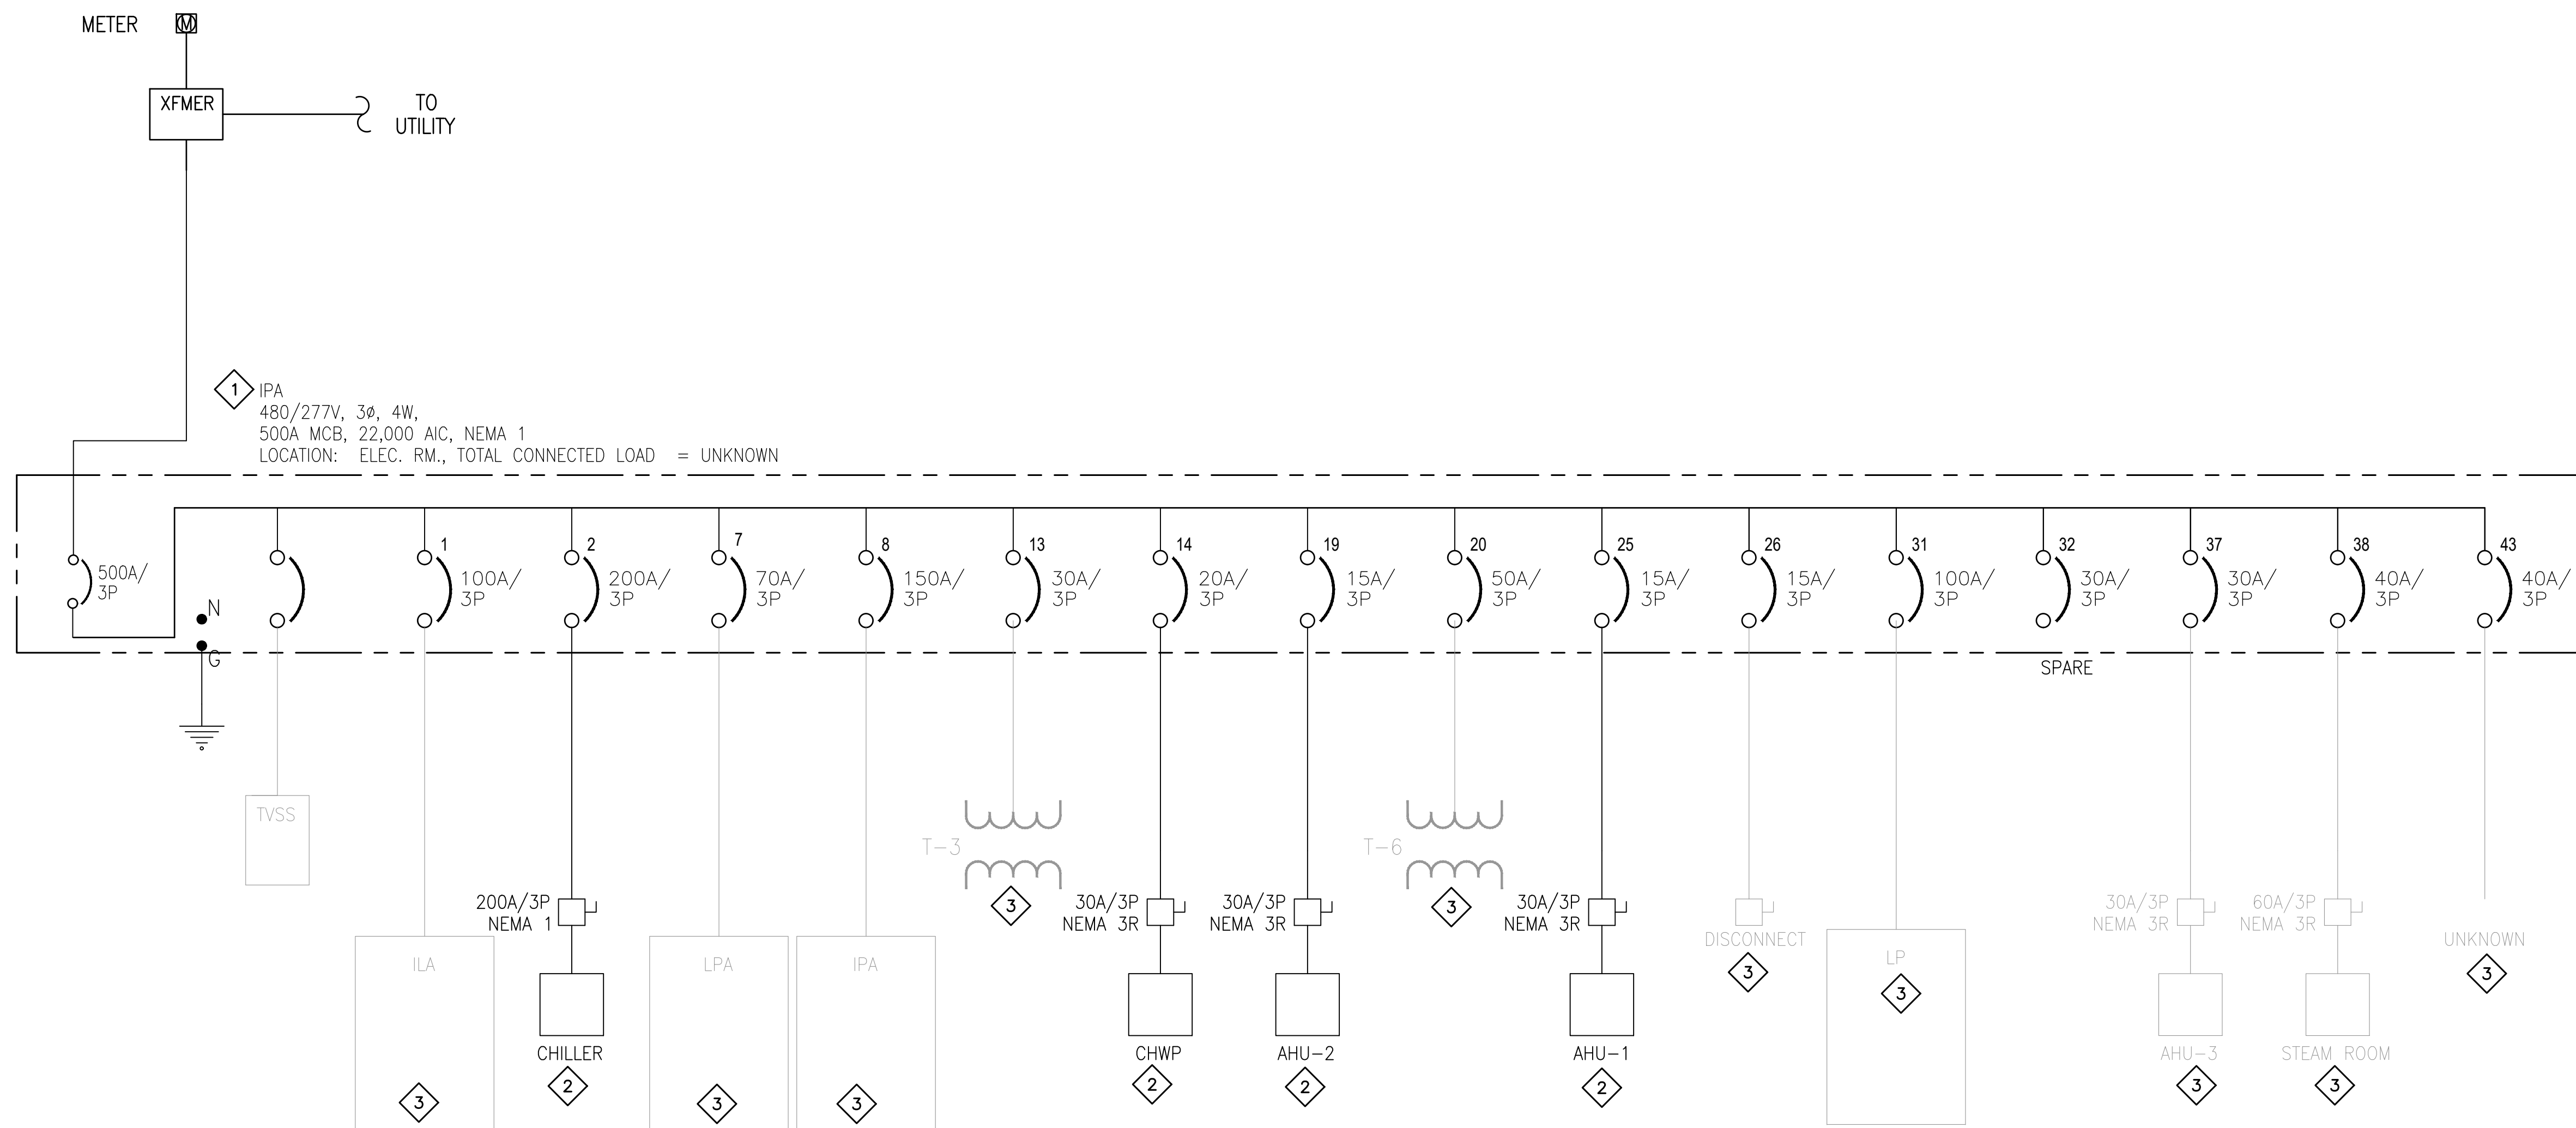 METER
M
XFMER
TO
UTILITY
1
IPA
480/277V, 3ø, 4W,
500A MCB, 22,000 AIC, NEMA 1
LOCATION: ELEC. RM., TOTAL CONNECTED LOAD = UNKNOWN
500A/
3P
N
G
1
100A/
3P
2
200A/
3P
7
70A/
3P
8
150A/
3P
13
30A/
3P
14
20A/
3P
19
15A/
3P
20
50A/
3P
25
15A/
3P
26
15A/
3P
31
100A/
3P
32
30A/
3P
37
30A/
3P
38
40A/
3P
43
40A/
3P
SPARE
TVSS
ILA
3
200A/3P
NEMA 1
CHILLER
2
LPA
3
IPA
3
T-3
3
30A/3P
NEMA 3R
CHWP
2
30A/3P
NEMA 3R
AHU-2
2
T-6
3
30A/3P
NEMA 3R
AHU-1
2
DISCONNECT
3
LP
3
30A/3P
NEMA 3R
AHU-3
3
60A/3P
NEMA 3R
STEAM ROOM
3
UNKNOWN
3